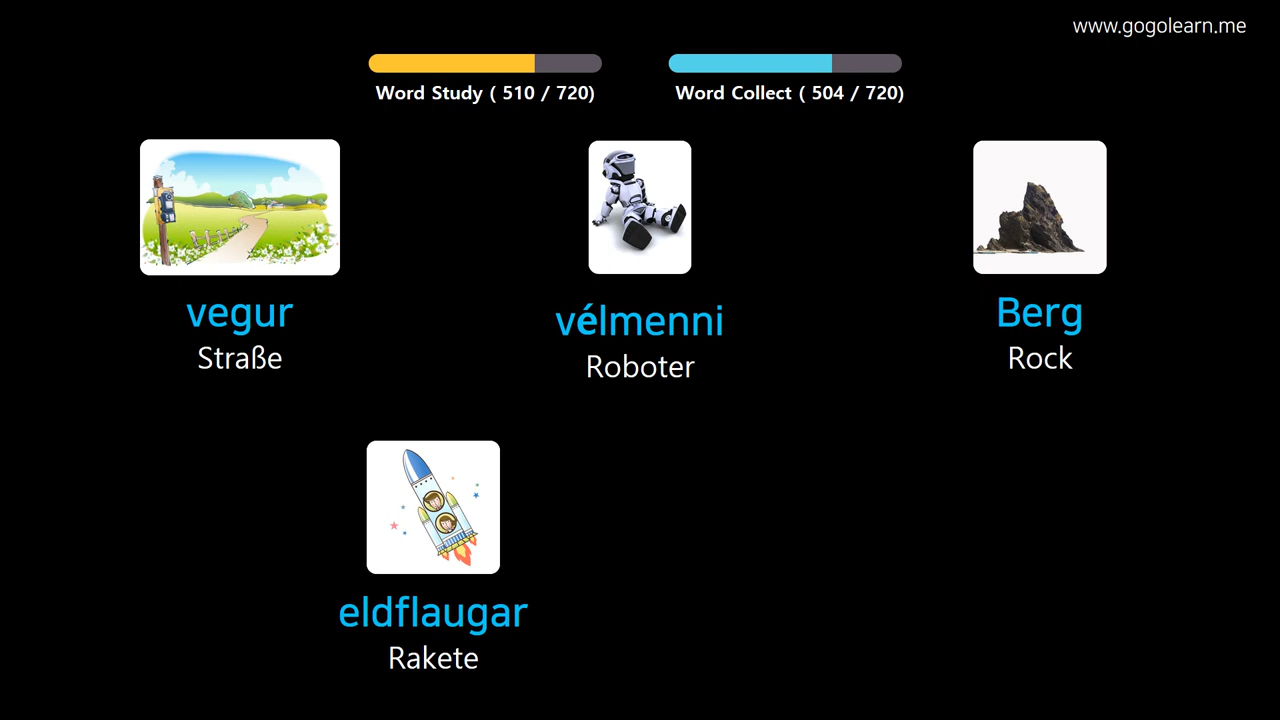 www.gogolearn.me
Word Study ( 510 / 720)
Word Collect ( 504 / 720)
vegur
Straße
vélmenni
Roboter
Berg
Rock
eldflaugar
Rakete